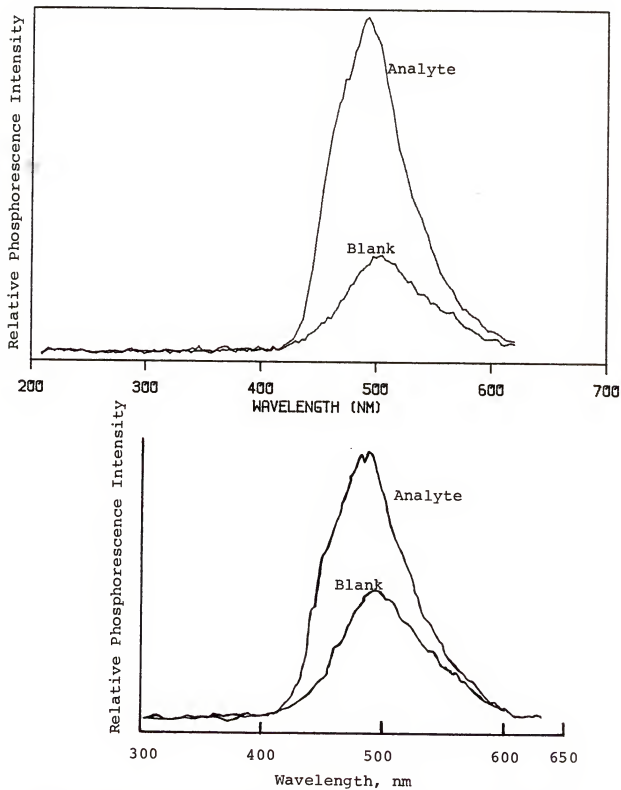 Relative Phosphorescence Intensity
Analyte
Blank
200 300 400 500 600 700
WAVELENGTH (NM)
Relative Phosphorescence Intensity
Analyte
Blank
300 400 500 600 650
Wavelength, nm